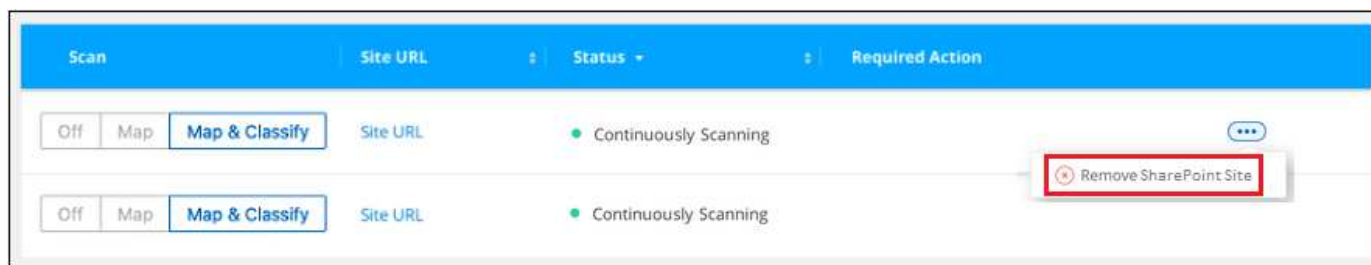 Scan Site URL Status Required Action
Off Map Map & Classify Site URL Continuously Scanning
Remove SharePoint Site
Off Map Map & Classify Site URL Continuously Scanning